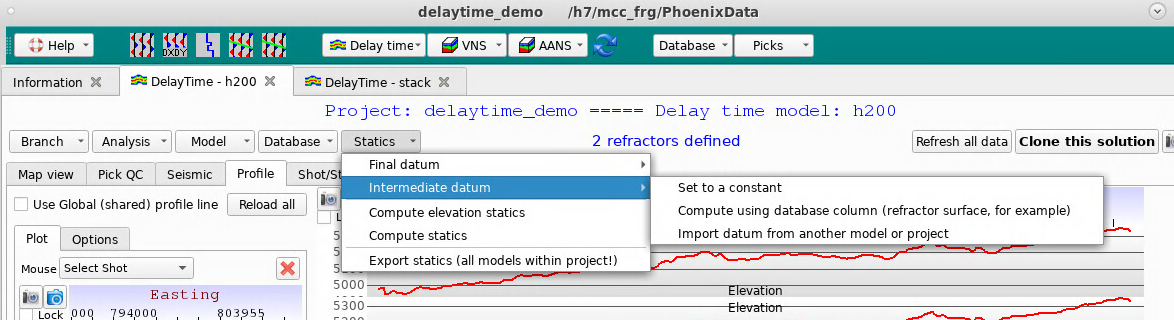 delaytime_demo /h7/mcc_frg/PhoenixData
Help DXDY Delay time VNS AANS Database Picks
Information DelayTime - h200 DelayTime - stack
Project: delaytime_demo ===== Delay time model: h200
Branch Analysis Model Database Statics 2 refractors defined Refresh all data Clone this solution
Map view Pick QC Seismic Profile Shot/St
Final datum
Intermediate datum
Compute elevation statics
Compute statics
Export statics (all models within project!)
Set to a constant
Compute using database column (refractor surface, for example)
Import datum from another model or project
Use Global (shared) profile line Reload all
Plot Options
Mouse Select Shot
Easting
Lock 000 794000 803955
5000
Elevation
5300 Elevation